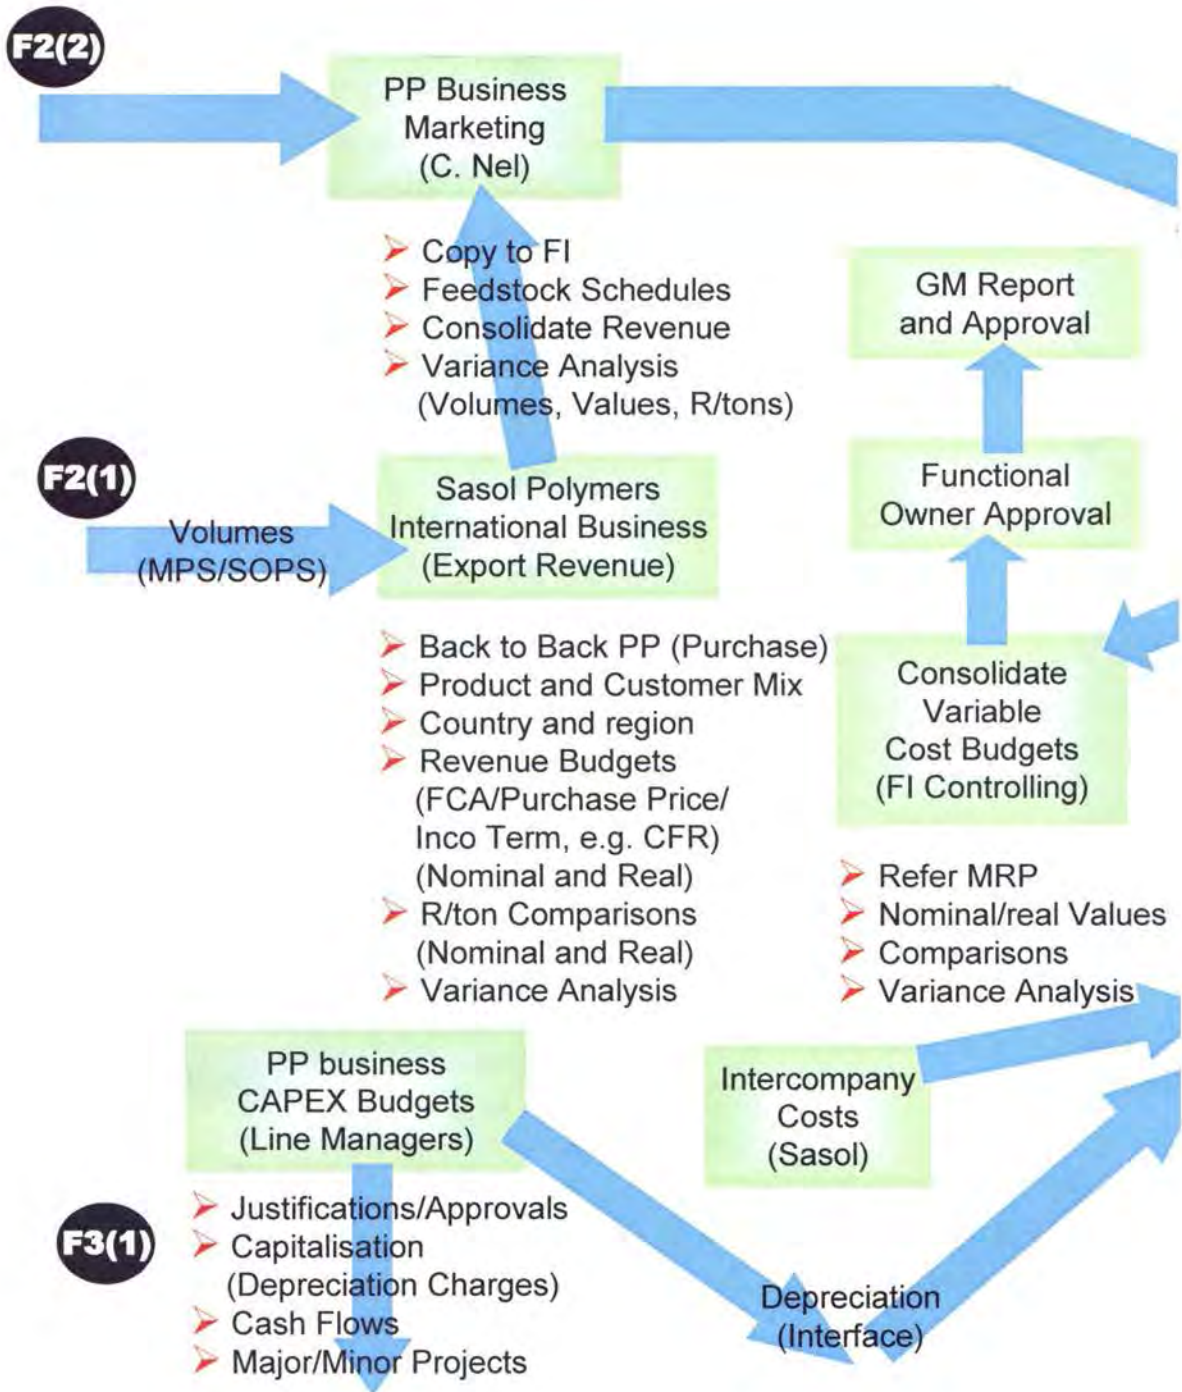 F2(2)
PP Business
Marketing
(C. Nel)
➢ Copy to FI
➢ Feedstock Schedules
➢ Consolidate Revenue
➢ Variance Analysis
(Volumes, Values, R/tons)
GM Report
and Approval
F2(1)
Volumes
(MPS/SOPS)
Sasol Polymers
International Business
(Export Revenue)
Functional
Owner Approval
➢ Back to Back PP (Purchase)
➢ Product and Customer Mix
➢ Country and region
➢ Revenue Budgets
(FCA/Purchase Price/
Inco Term, e.g. CFR)
(Nominal and Real)
➢ R/ton Comparisons
(Nominal and Real)
➢ Variance Analysis
Consolidate
Variable
Cost Budgets
(FI Controlling)
➢ Refer MRP
➢ Nominal/real Values
➢ Comparisons
➢ Variance Analysis
PP business
CAPEX Budgets
(Line Managers)
Intercompany
Costs
(Sasol)
F3(1)
➢ Justifications/Approvals
➢ Capitalisation
(Depreciation Charges)
➢ Cash Flows
➢ Major/Minor Projects
Depreciation
(Interface)